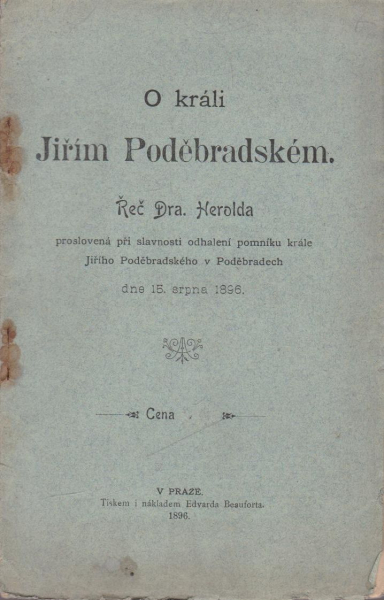 O králi
Jiřím Poděbradském.
Řeč Dra. Herolda
proslovená při slavnosti odhalení pomníku krále
Jiřího Poděbradského v Poděbradech
dne 15. srpna 1896.
Cena
V PRAZE.
Tiskem i nákladem Edvarda Beauforta.
1896.